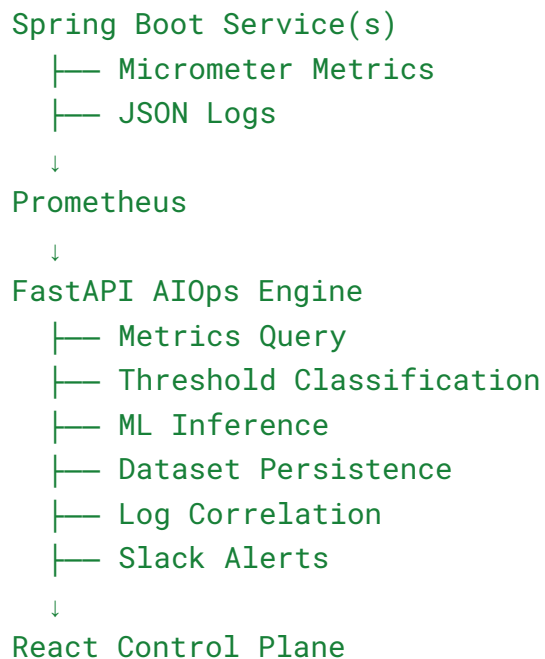 Spring Boot Service(s)
├── Micrometer Metrics
├── JSON Logs
↓
Prometheus
↓
FastAPI AIOps Engine
├── Metrics Query
├── Threshold Classification
├── ML Inference
├── Dataset Persistence
├── Log Correlation
├── Slack Alerts
↓
React Control Plane